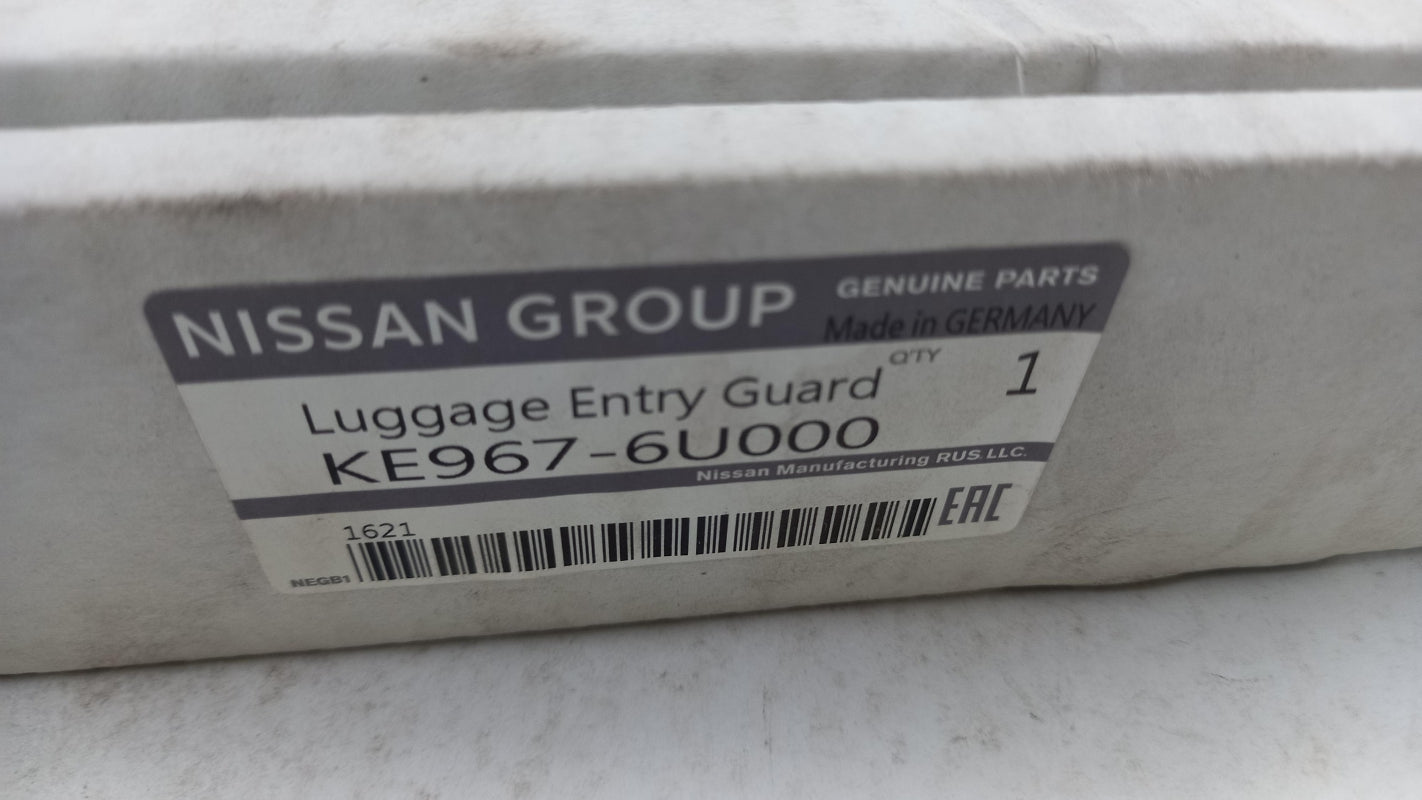 NISSAN GROUP
GENUINE PARTS
Made in GERMANY
Luggage Entry Guard
Q'TY
1
KE967-6U000
Nissan Manufacturing RUS. LLC.
1621
EAC
NEGB1